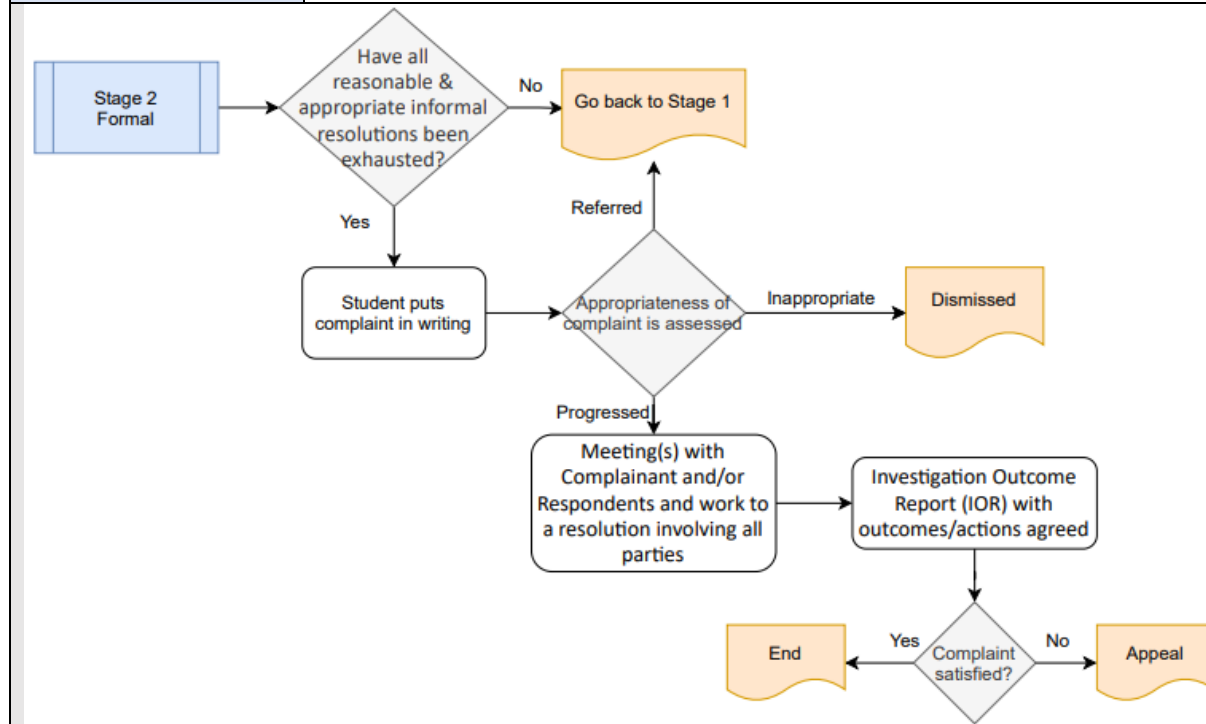 Stage 2
Formal
Have all
reasonable &
appropriate informal
resolutions been
exhausted?
No
Go back to Stage 1
Yes
Referred
Student puts
complaint in writing
Appropriateness of
complaint is assessed
Inappropriate
Dismissed
Progressed
Meeting(s) with
Complainant and/or
Respondents and work to
a resolution involving all
parties
Investigation Outcome
Report (IOR) with
outcomes/actions agreed
End
Yes
Complaint
satisfied?
No
Appeal